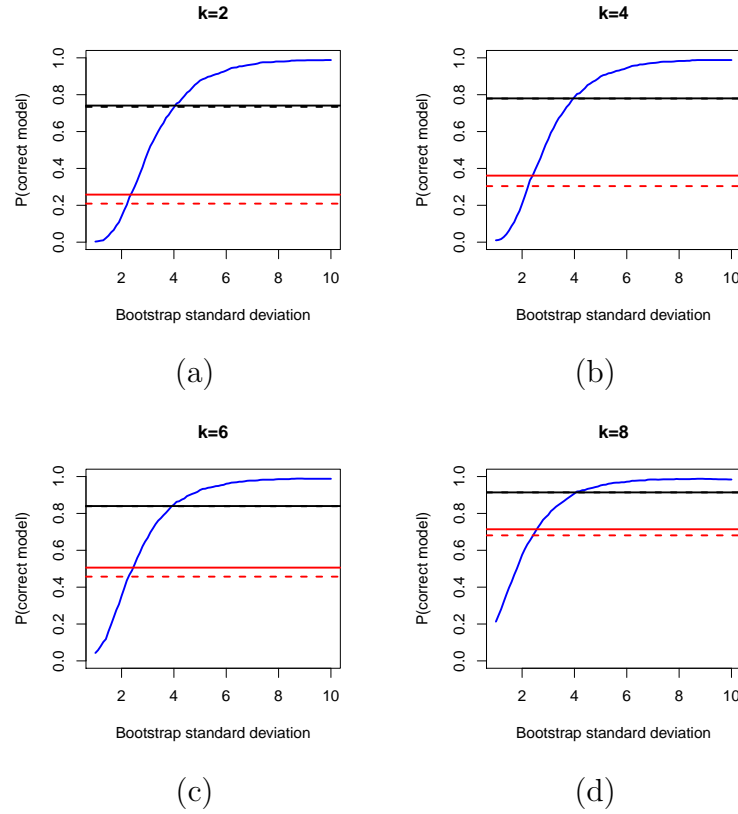 k=2
P(correct model)
0.0 0.2 0.4 0.6 0.8 1.0
2 4 6 8 10
Bootstrap standard deviation
(a)
k=4
P(correct model)
0.0 0.2 0.4 0.6 0.8 1.0
2 4 6 8 10
Bootstrap standard deviation
(b)
k=6
P(correct model)
0.0 0.2 0.4 0.6 0.8 1.0
2 4 6 8 10
Bootstrap standard deviation
(c)
k=8
P(correct model)
0.0 0.2 0.4 0.6 0.8 1.0
2 4 6 8 10
Bootstrap standard deviation
(d)